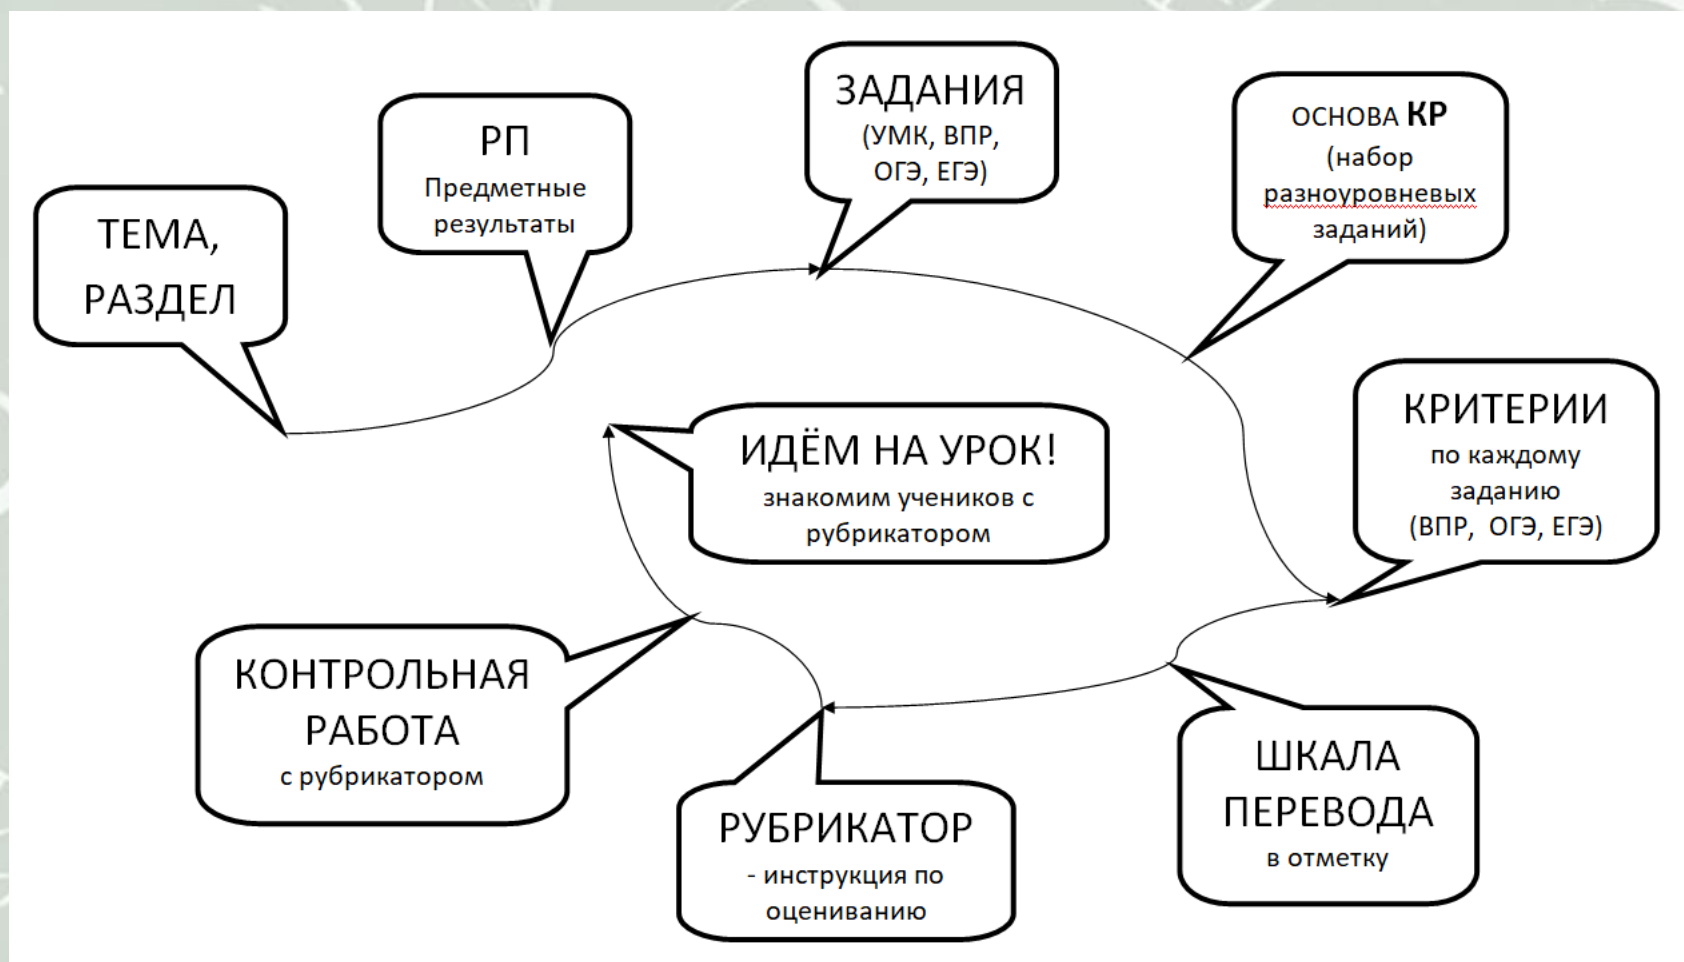 ТЕМА,
РАЗДЕЛ
РП
Предметные
результаты
ЗАДАНИЯ
(УМК, ВПР,
ОГЭ, ЕГЭ)
ОСНОВА КР
(набор
разноуровневых
заданий)
КРИТЕРИИ
по каждому
заданию
(ВПР, ОГЭ, ЕГЭ)
ШКАЛА
ПЕРЕВОДА
в отметку
РУБРИКАТОР
- инструкция по
оцениванию
КОНТРОЛЬНАЯ
РАБОТА
с рубрикатором
ИДЁМ НА УРОК!
знакомим учеников с
рубрикатором